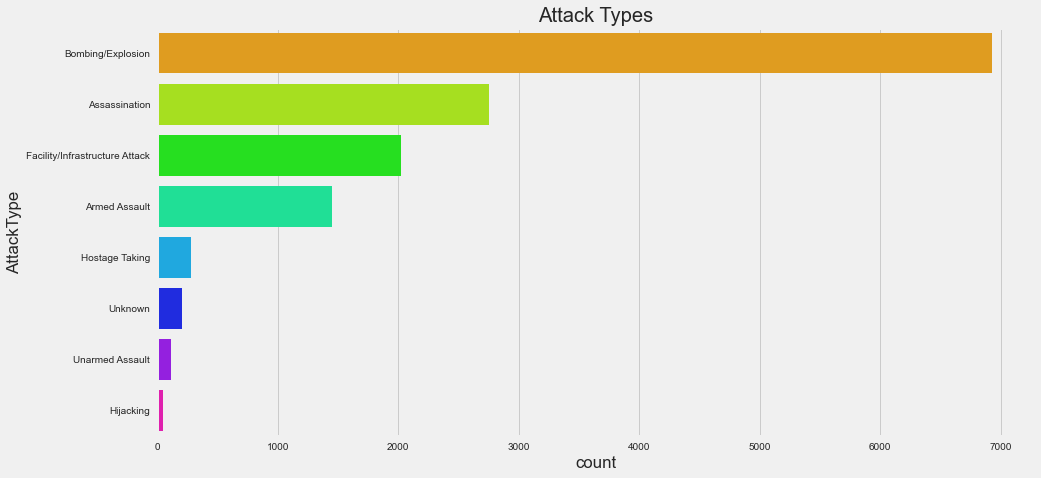 Attack Types
AttackType
Bombing/Explosion
Assassination
Facility/Infrastructure Attack
Armed Assault
Hostage Taking
Unknown
Unarmed Assault
Hijacking
0 1000 2000 3000 4000 5000 6000 7000
count